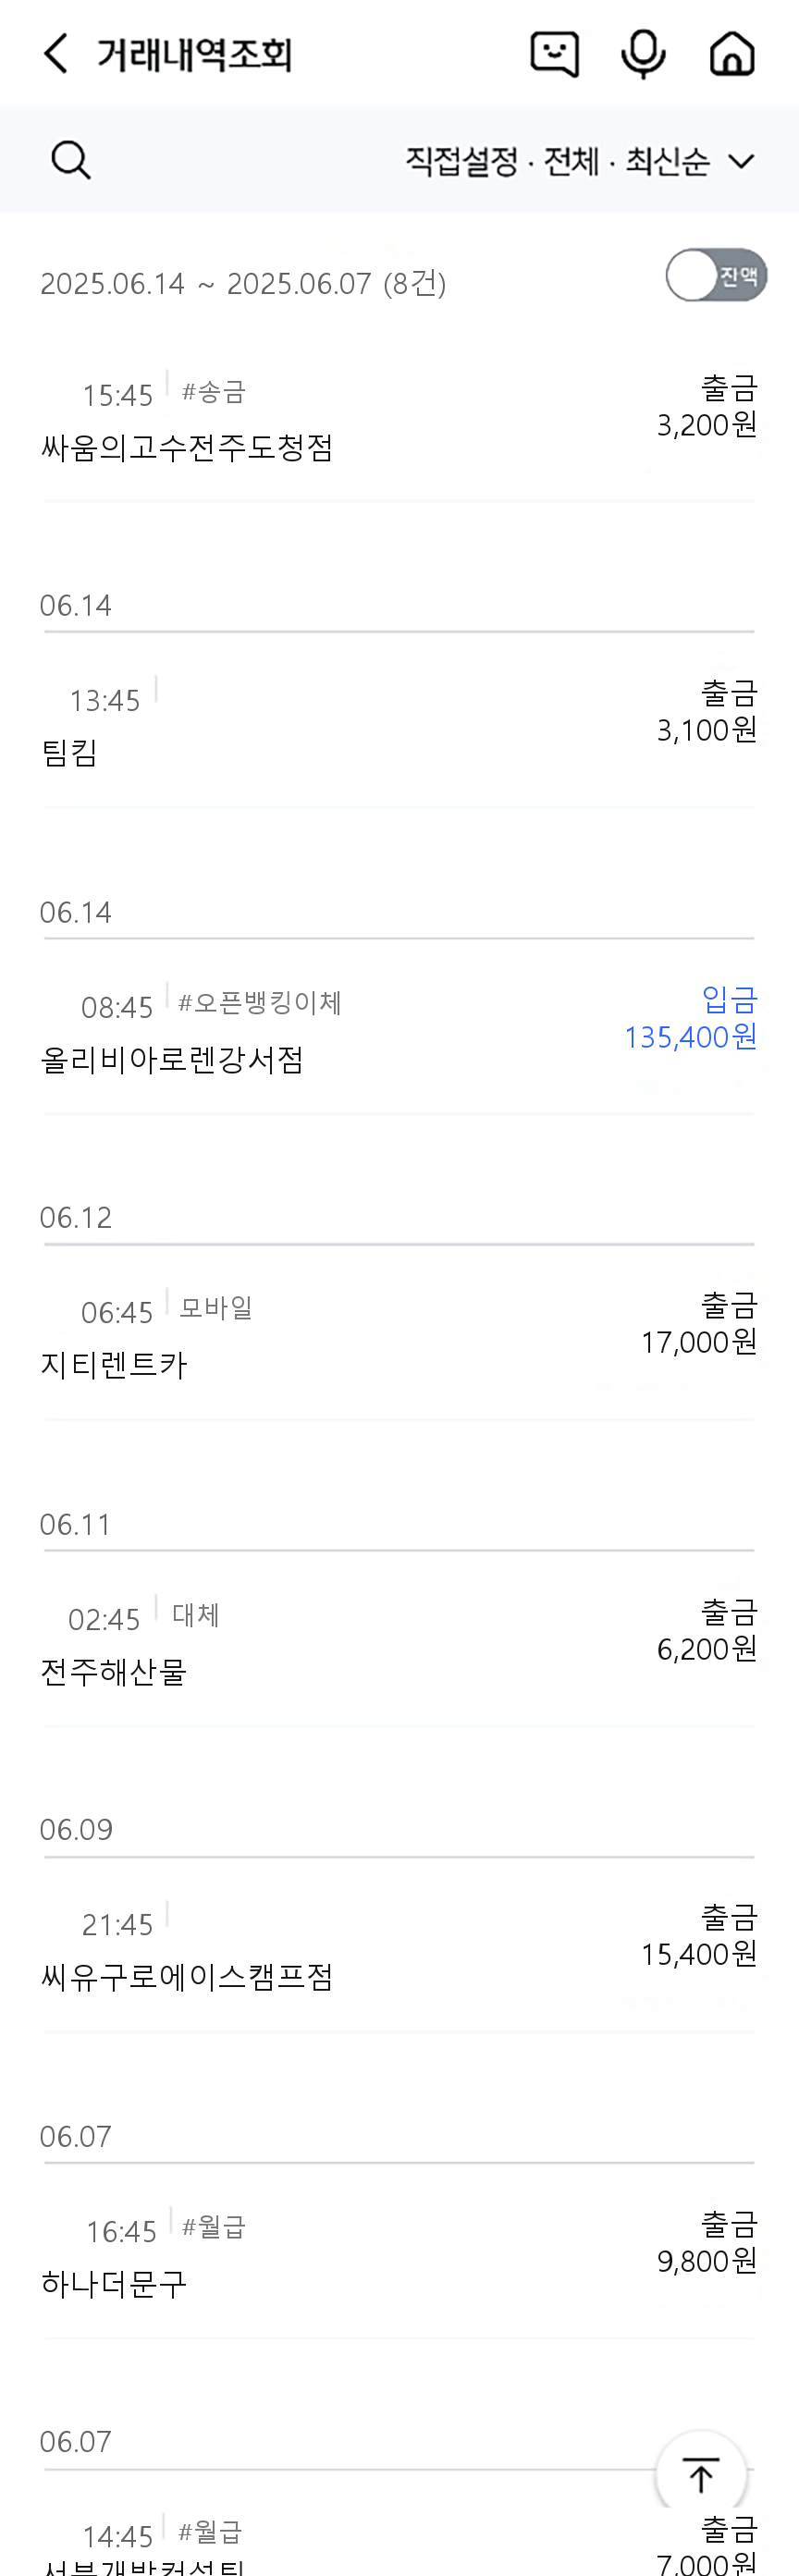 거래내역조회
직접설정 · 전체 · 최신순
2025.06.14 ~ 2025.06.07 (8건)
잔액
15:45 #송금
출금
싸움의고수전주도청점
3,200원
06.14
13:45
출금
팀킴
3,100원
06.14
08:45 #오픈뱅킹이체
입금
올리비아로렌강서점
135,400원
06.12
06:45 모바일
출금
지티렌트카
17,000원
06.11
02:45 대체
출금
전주해산물
6,200원
06.09
21:45
출금
씨유구로에이스캠프점
15,400원
06.07
16:45 #월급
출금
하나더문구
9,800원
06.07
14:45 #월급
출금
서브개발컨설팅
7,000원